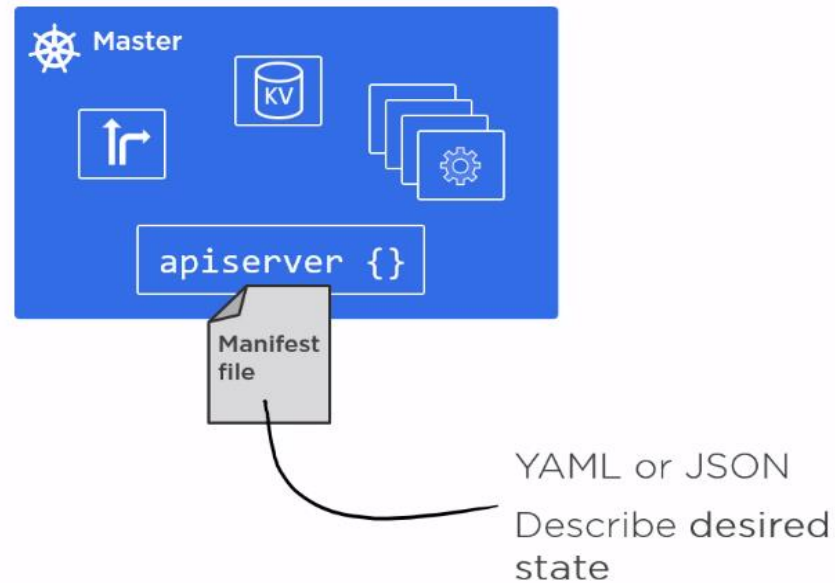 Master
KV
apiserver {}
Manifest
file
YAML or JSON
Describe desired
state